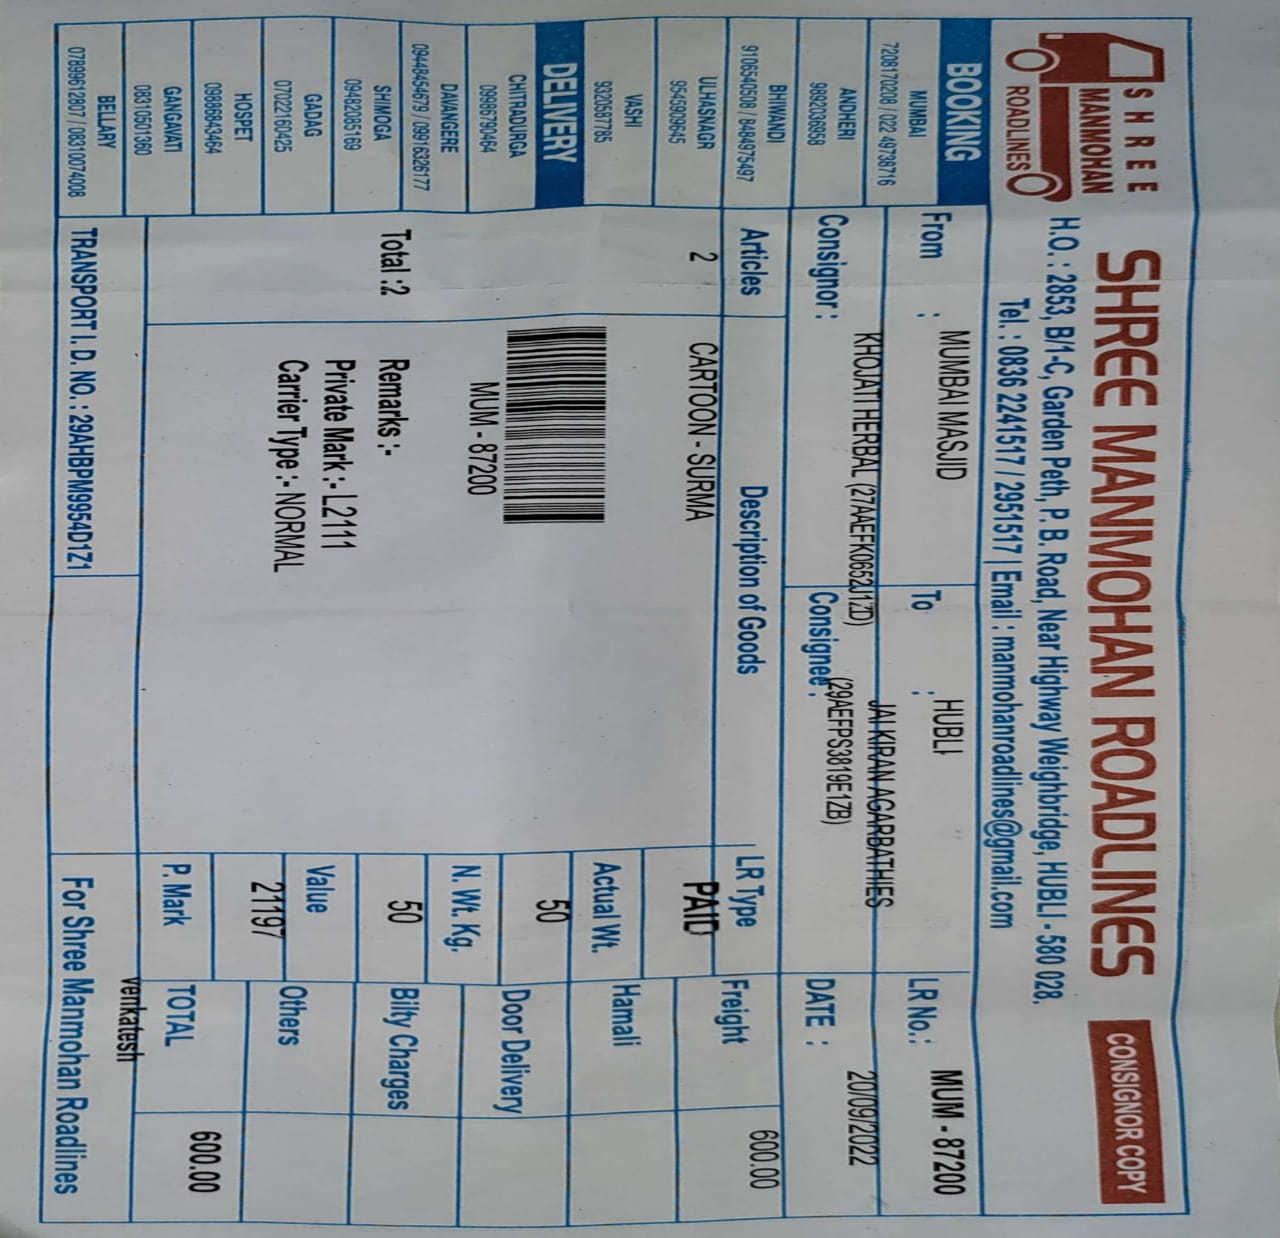 SHREE
MANMOHAN
ROADLINES
SHREE MANMOHAN ROADLINES
CONSIGNOR COPY
H.O. : 2853, B/1-C, Garden Peth, P. B. Road, Near Highway Weighbridge, HUBLI - 580 028.
Tel. : 0836 2241517 / 2951517 | Email : manmohanroadlines@gmail.com
BOOKING
MUMBAI
7208170208 / 022 49738716
ANDHERI
9892038958
BHIWANDI
9106540508 / 8484975497
ULHASNAGR
9545909645
VASHI
9320587785
DELIVERY
CHITRADURGA
09986790464
DAVANGERE
09448454679 / 09916326177
SHIMOGA
09482085169
GADAG
07022160425
HOSPET
09888843464
GANGAVATI
08310501360
BELLARY
07899612807 / 08310074008
From : MUMBAI MASJID
To : HUBLI
LR No.: MUM - 87200
Consignor : KHOJATI HERBAL (27AAEFK0652J1ZD)
Consignee : JAI KIRAN AGARBATHIES
(29AEFPS3819E1ZB)
DATE : 20/09/2022
Articles
Description of Goods
LR Type
Freight 600.00
2 CARTOON - SURMA
PAID
Actual Wt.
Hamali
50
MUM - 87200
N. Wt. Kg.
Door Delivery
50
Bilty Charges
Total :2
Remarks :-
Private Mark :- L2111
Carrier Type :- NORMAL
Value
Others
21197
P. Mark
TOTAL 600.00
venkatesh
TRANSPORT I. D. NO. : 29AHBPM9954D1Z1
For Shree Manmohan Roadlines